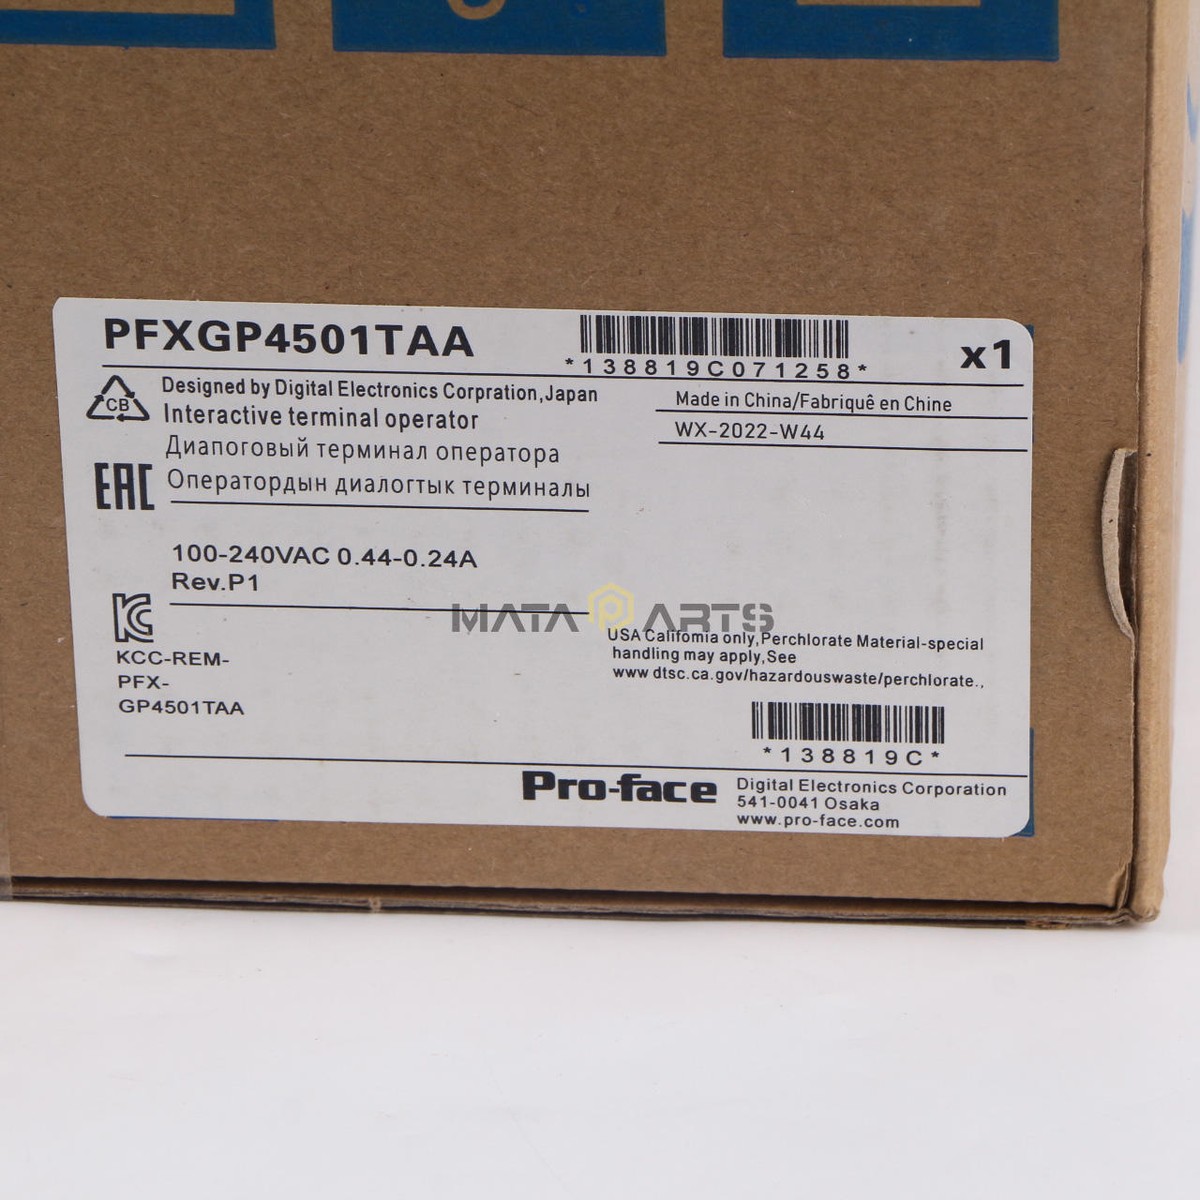 PFXGP4501TAA
*138819C071258*
x1
CB
Designed by Digital Electronics Corpration,Japan
Interactive terminal operator
Диапоговый терминал оператора
EAC
Оператордын диалогтык терминалы
Made in China/Fabriquê en Chine
WX-2022-W44
100-240VAC 0.44-0.24A
Rev.P1
MATA PARTS
KCC-REM-
PFX-
GP4501TAA
USA Califomia only,Perchlorate Material-special
handling may apply,See
www.dtsc.ca.gov/hazardouswaste/perchlorate.,
*138819C*
Pro-face
Digital Electronics Corporation
541-0041 Osaka
www.pro-face.com